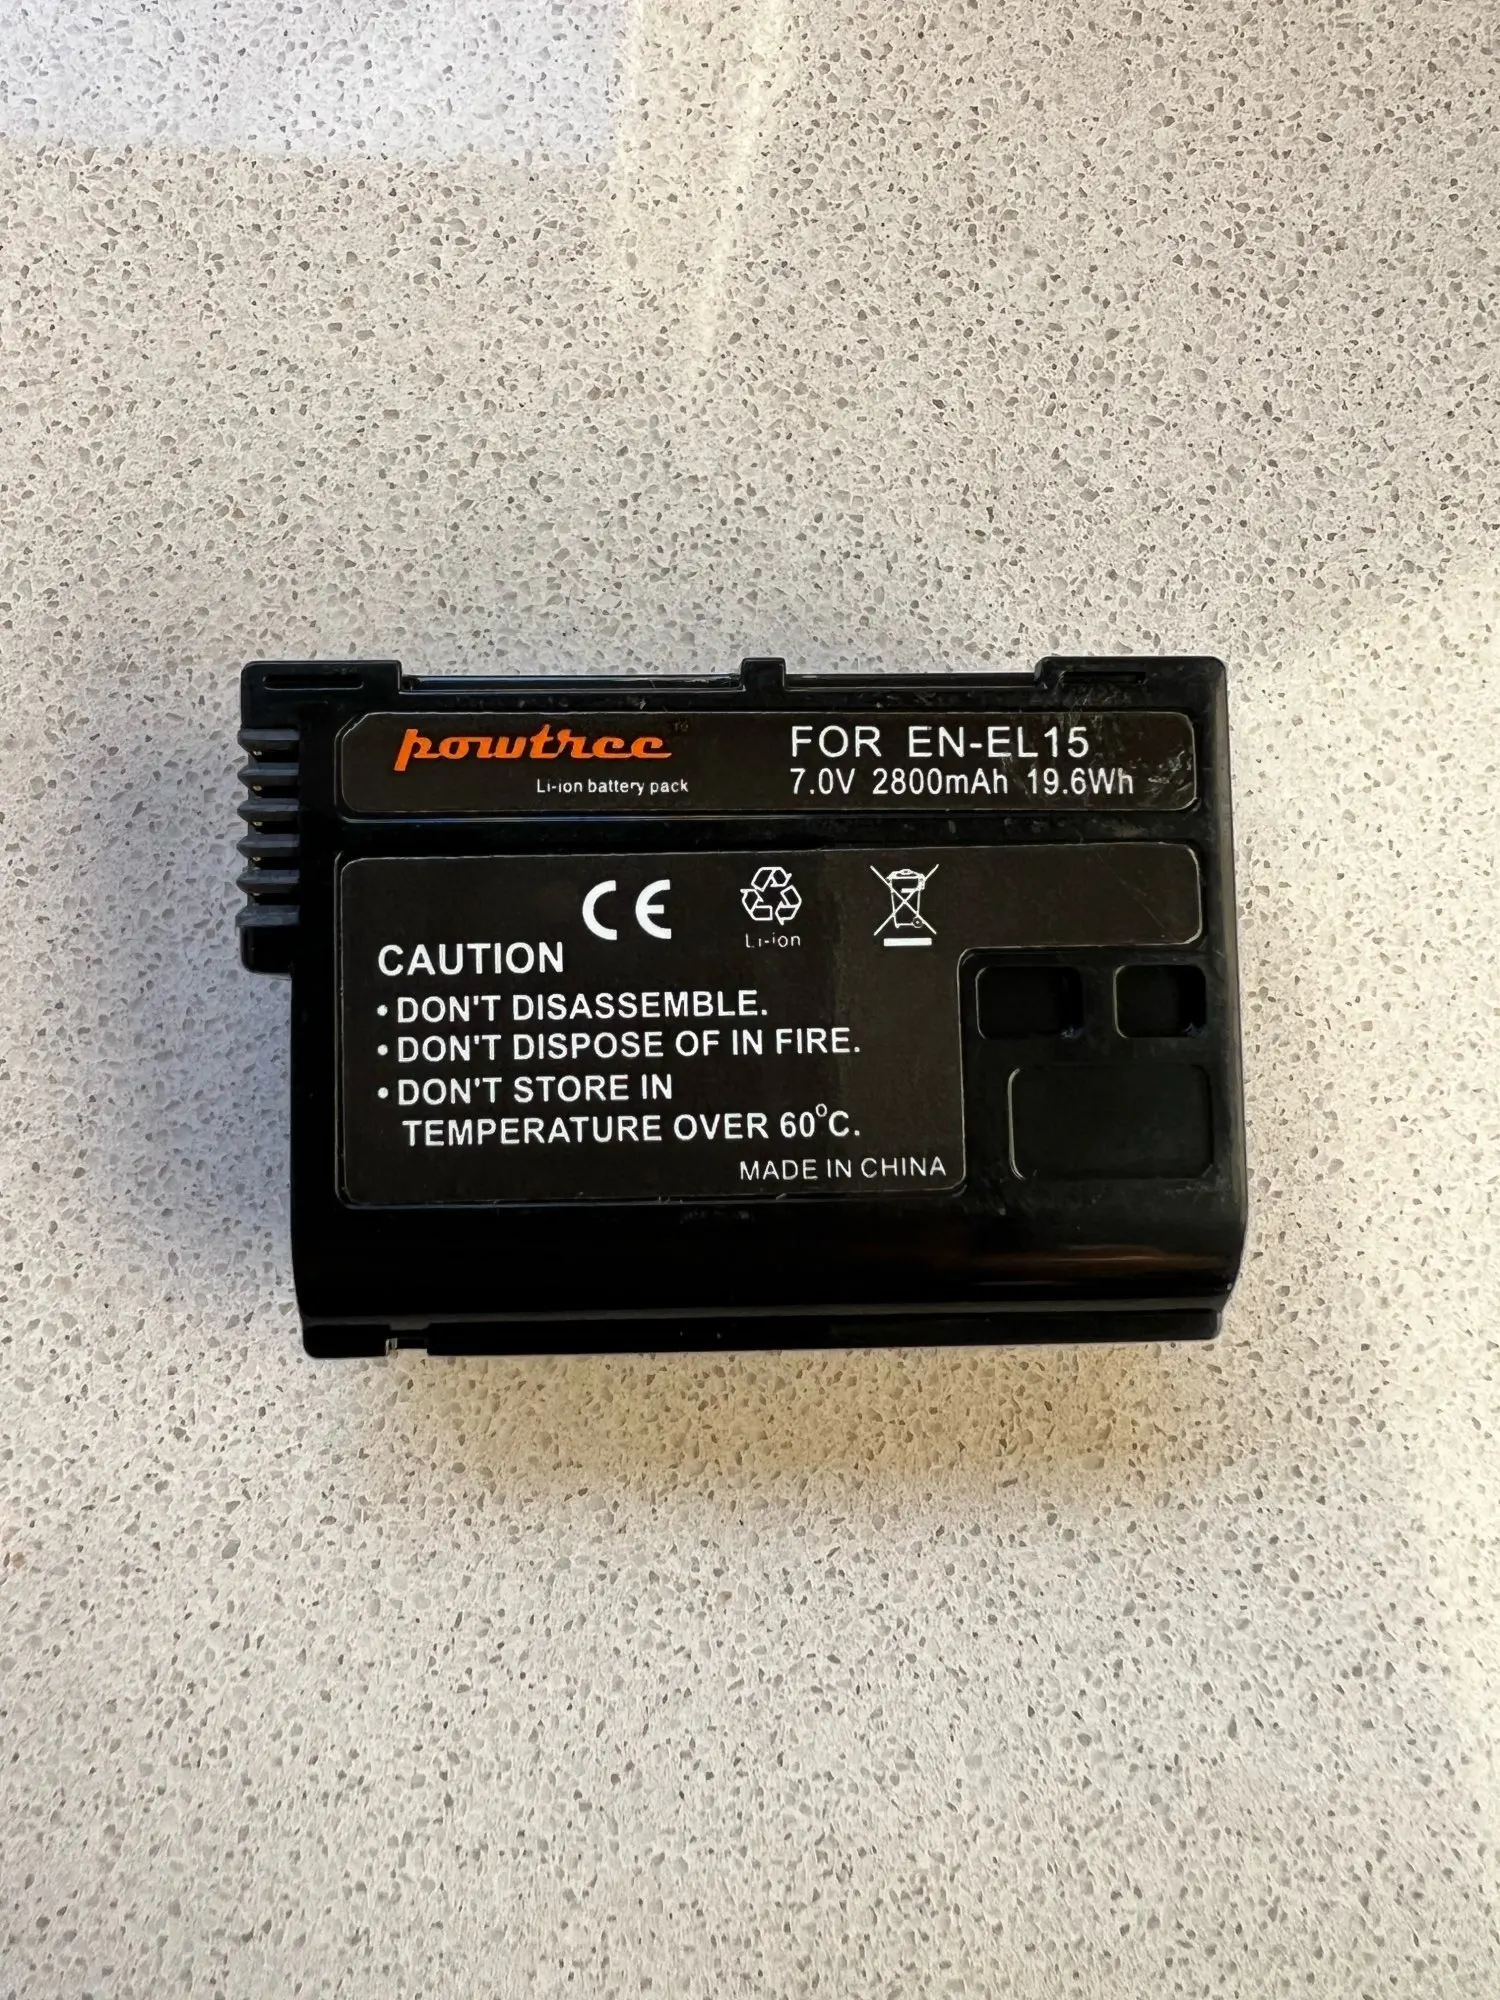 powtree™
Li-ion battery pack
FOR EN-EL15
7.0V 2800mAh 19.6Wh
CE
Li-ion
CAUTION
• DON'T DISASSEMBLE.
• DON'T DISPOSE OF IN FIRE.
• DON'T STORE IN
TEMPERATURE OVER 60°C.
MADE IN CHINA